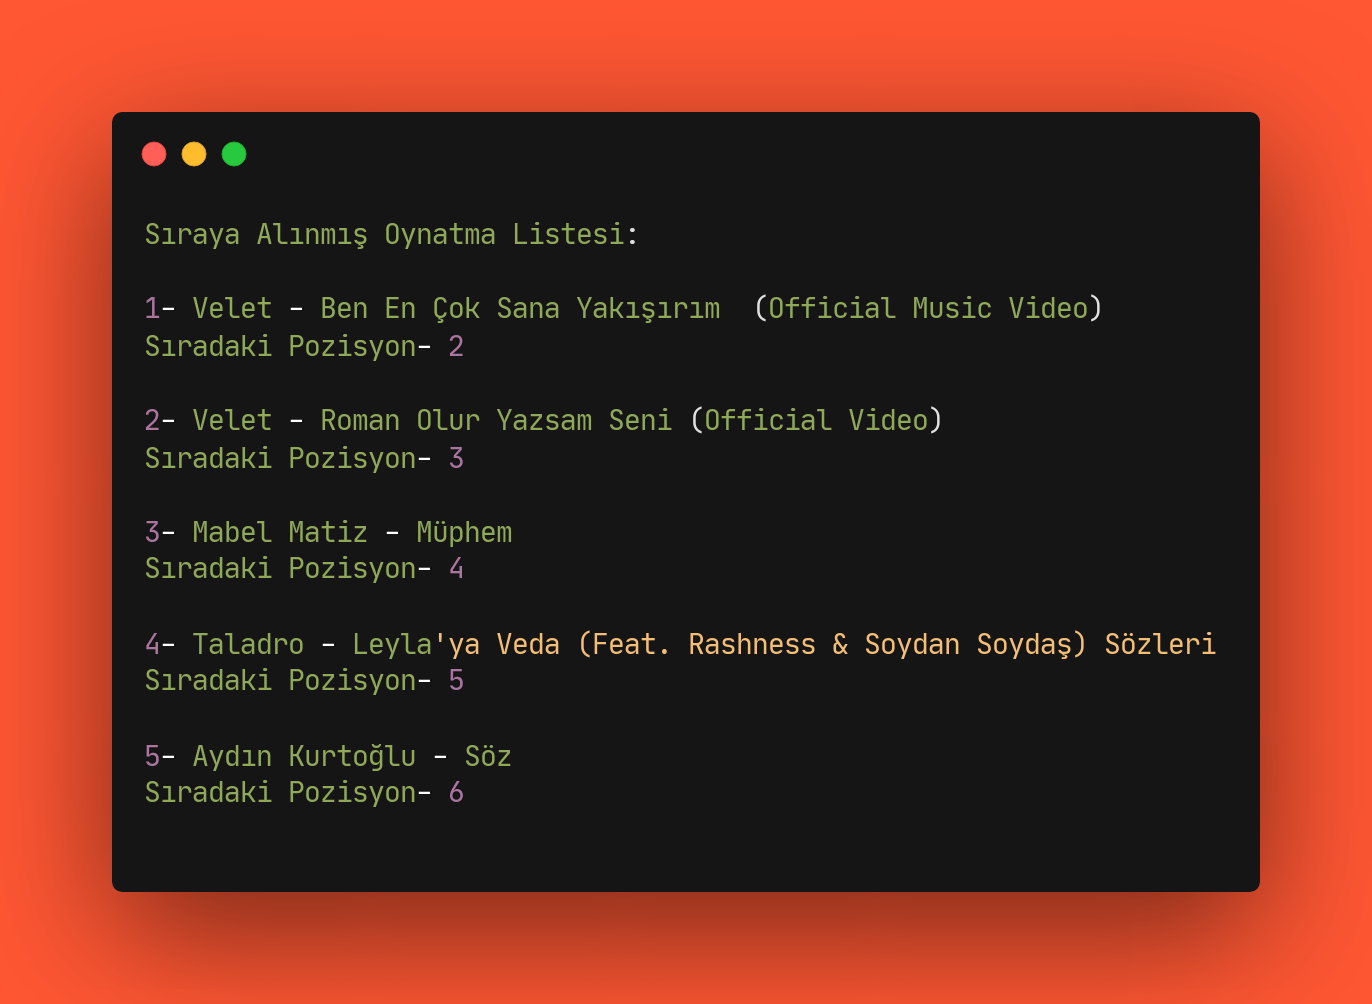 Sıraya Alınmış Oynatma Listesi:
1- Velet - Ben En Çok Sana Yakışırım  (Official Music Video)
Sıradaki Pozisyon- 2
2- Velet - Roman Olur Yazsam Seni (Official Video)
Sıradaki Pozisyon- 3
3- Mabel Matiz - Müphem
Sıradaki Pozisyon- 4
4- Taladro - Leyla'ya Veda (Feat. Rashness & Soydan Soydaş) Sözleri
Sıradaki Pozisyon- 5
5- Aydın Kurtoğlu - Söz
Sıradaki Pozisyon- 6